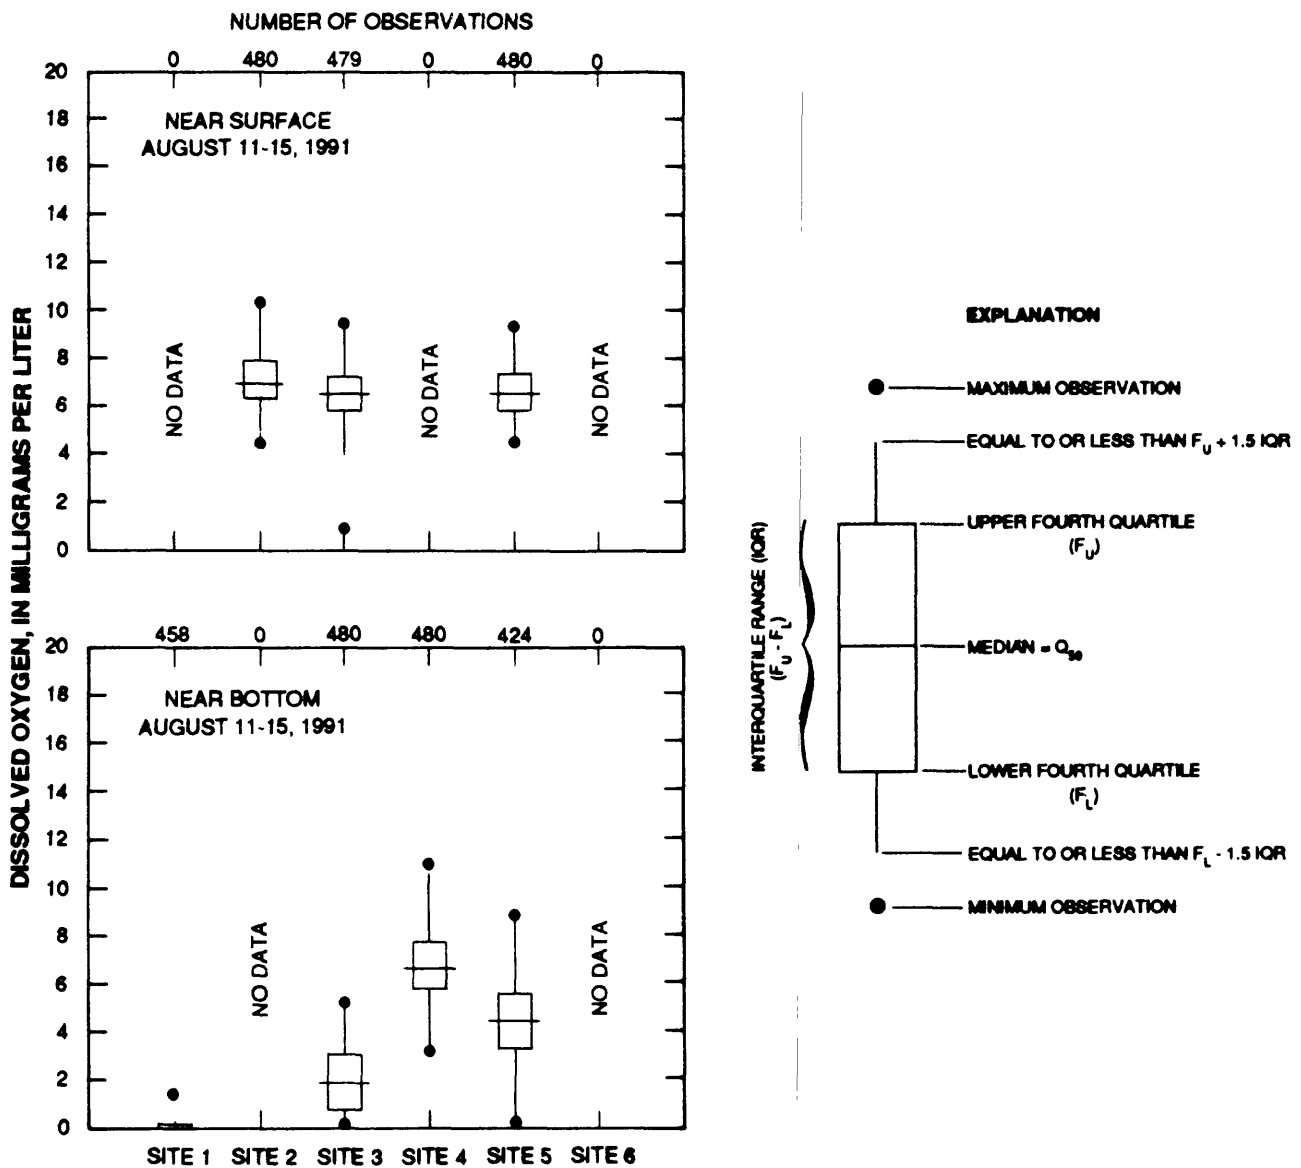 NUMBER OF OBSERVATIONS
0 480 479 0 480 0
20
18
16
14
12
10
8
6
4
2
0
NEAR SURFACE
AUGUST 11-15, 1991
NO DATA
NO DATA
NO DATA
DISSOLVED OXYGEN, IN MILLIGRAMS PER LITER
458 0 480 480 424 0
20
18
16
14
12
10
8
6
4
2
0
NEAR BOTTOM
AUGUST 11-15, 1991
NO DATA
NO DATA
SITE 1 SITE 2 SITE 3 SITE 4 SITE 5 SITE 6
EXPLANATION
MAXIMUM OBSERVATION
EQUAL TO OR LESS THAN F_U + 1.5 IQR
UPPER FOURTH QUARTILE
(F_U)
INTERQUARTILE RANGE (IQR)
(F_U - F_L)
MEDIAN = Q_50
LOWER FOURTH QUARTILE
(F_L)
EQUAL TO OR LESS THAN F_L - 1.5 IQR
MINIMUM OBSERVATION